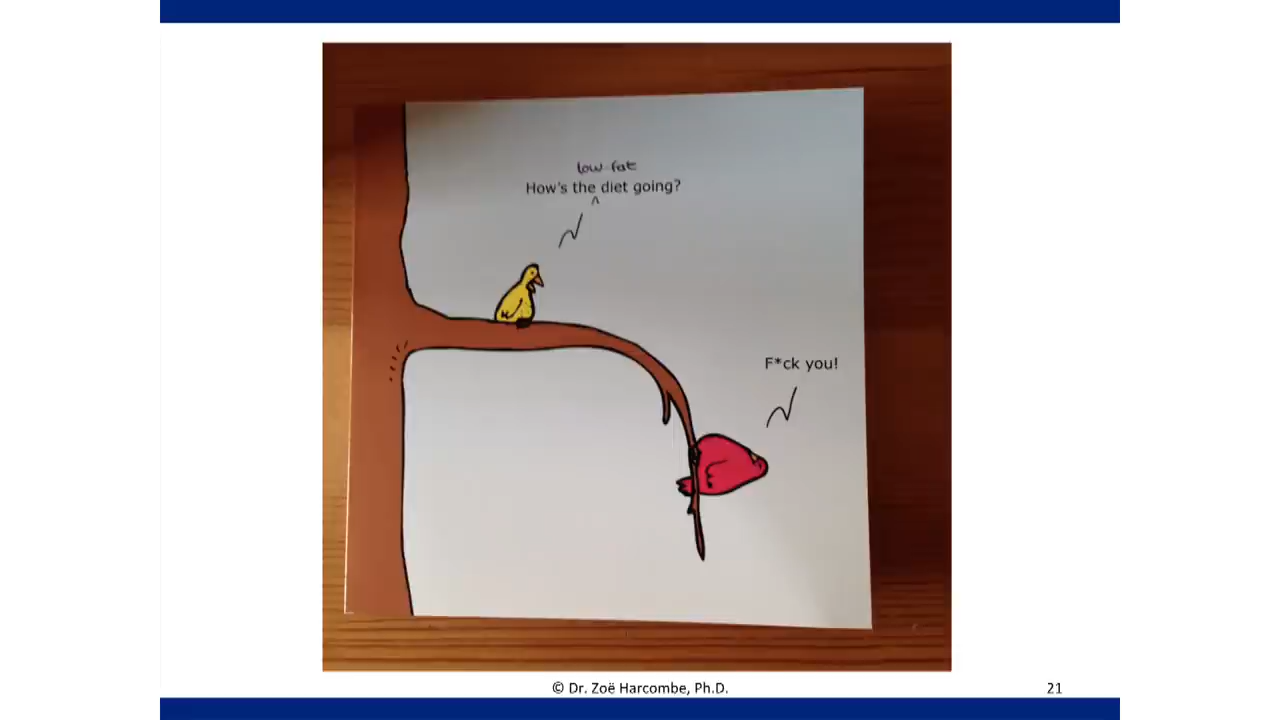 low fat
How's the diet going?
^
F*ck you!
© Dr. Zoë Harcombe, Ph.D.
21